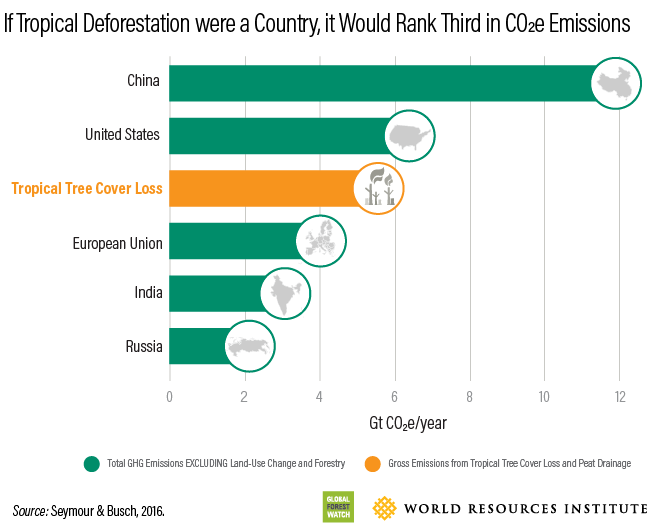 If Tropical Deforestation were a Country, it Would Rank Third in CO₂e Emissions
China
United States
Tropical Tree Cover Loss
European Union
India
Russia
0 2 4 6 8 10 12
Gt CO₂e/year
Total GHG Emissions EXCLUDING Land-Use Change and Forestry
Gross Emissions from Tropical Tree Cover Loss and Peat Drainage
Source: Seymour & Busch, 2016.
GLOBAL
FOREST
WATCH
WORLD RESOURCES INSTITUTE